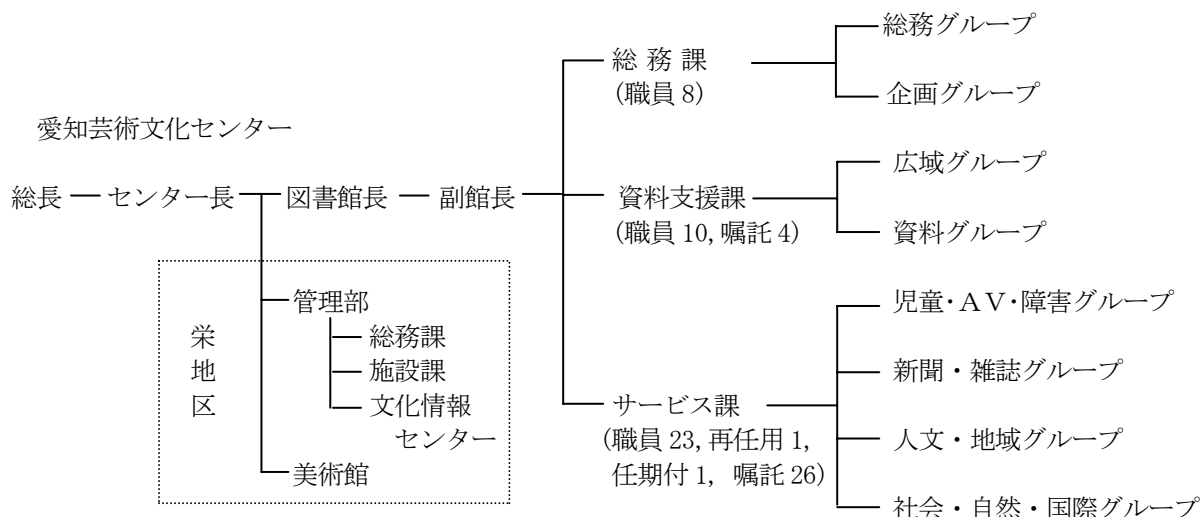 愛知芸術文化センター
総長
センター長
図書館長
副館長
総 務 課
(職員 8)
総務グループ
企画グループ
資料支援課
(職員 10, 嘱託 4)
広域グループ
資料グループ
サービス課
(職員 23, 再任用 1,
任期付 1, 嘱託 26)
児童・AV・障害グループ
新聞・雑誌グループ
人文・地域グループ
社会・自然・国際グループ
栄
地
区
管理部
総務課
施設課
文化情報
センター
美術館